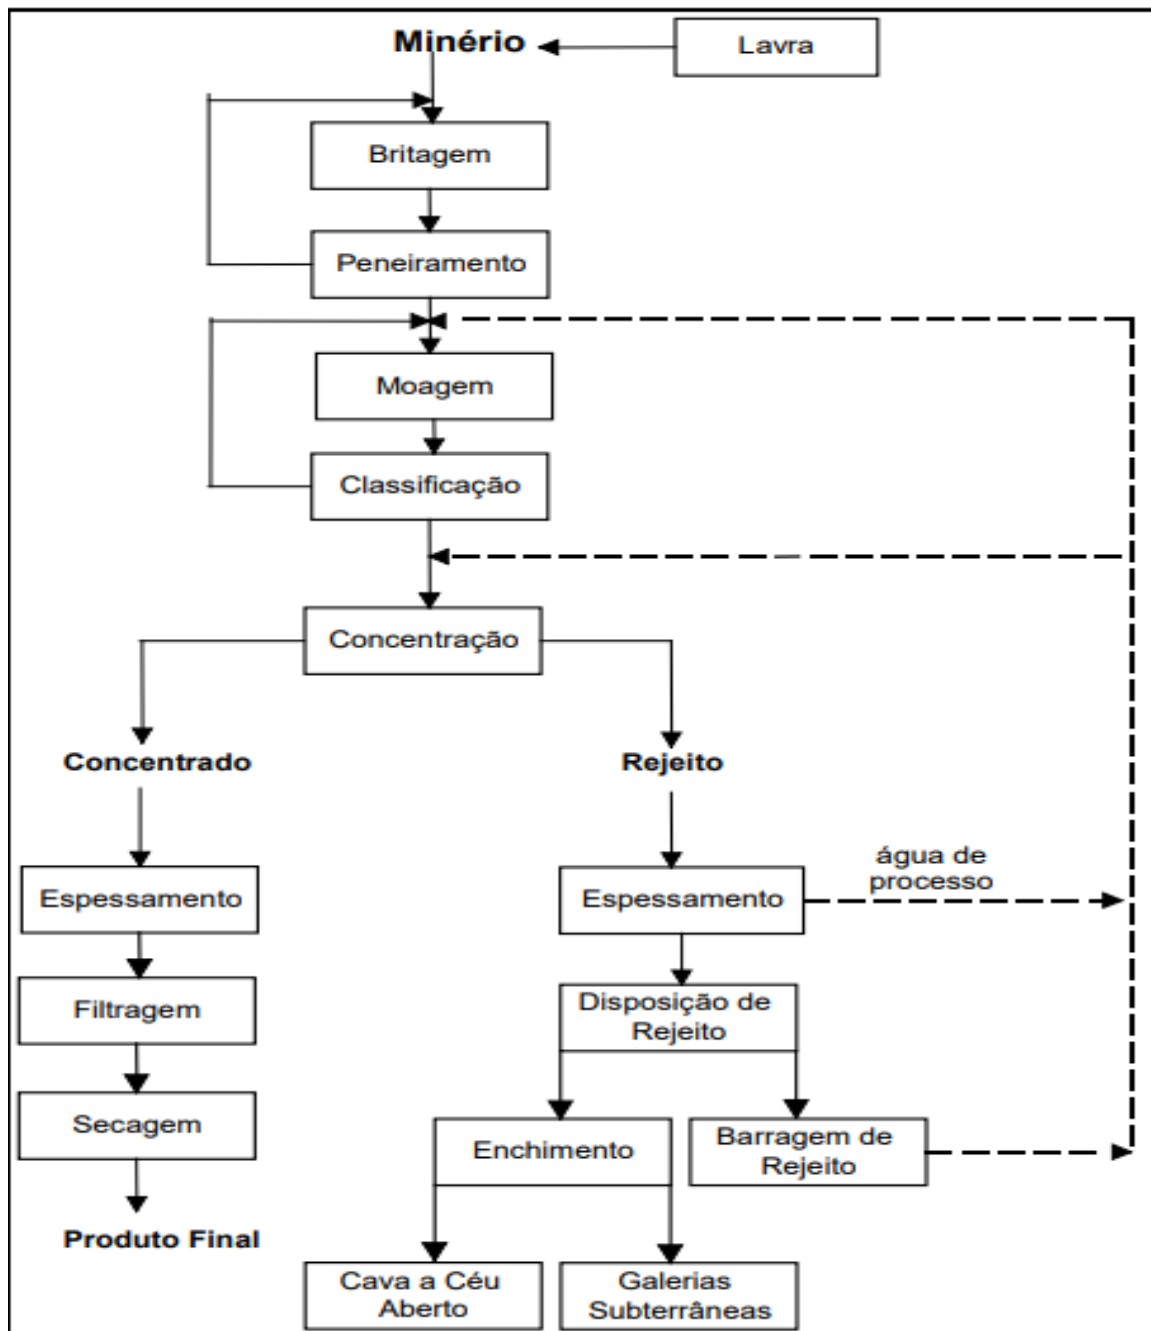 Minério
Lavra
Britagem
Peneiramento
Moagem
Classificação
Concentração
Concentrado
Rejeito
água de
processo
Espessamento
Espessamento
Filtragem
Disposição de
Rejeito
Secagem
Enchimento
Barragem de
Rejeito
Produto Final
Cava a Céu
Aberto
Galerias
Subterrâneas